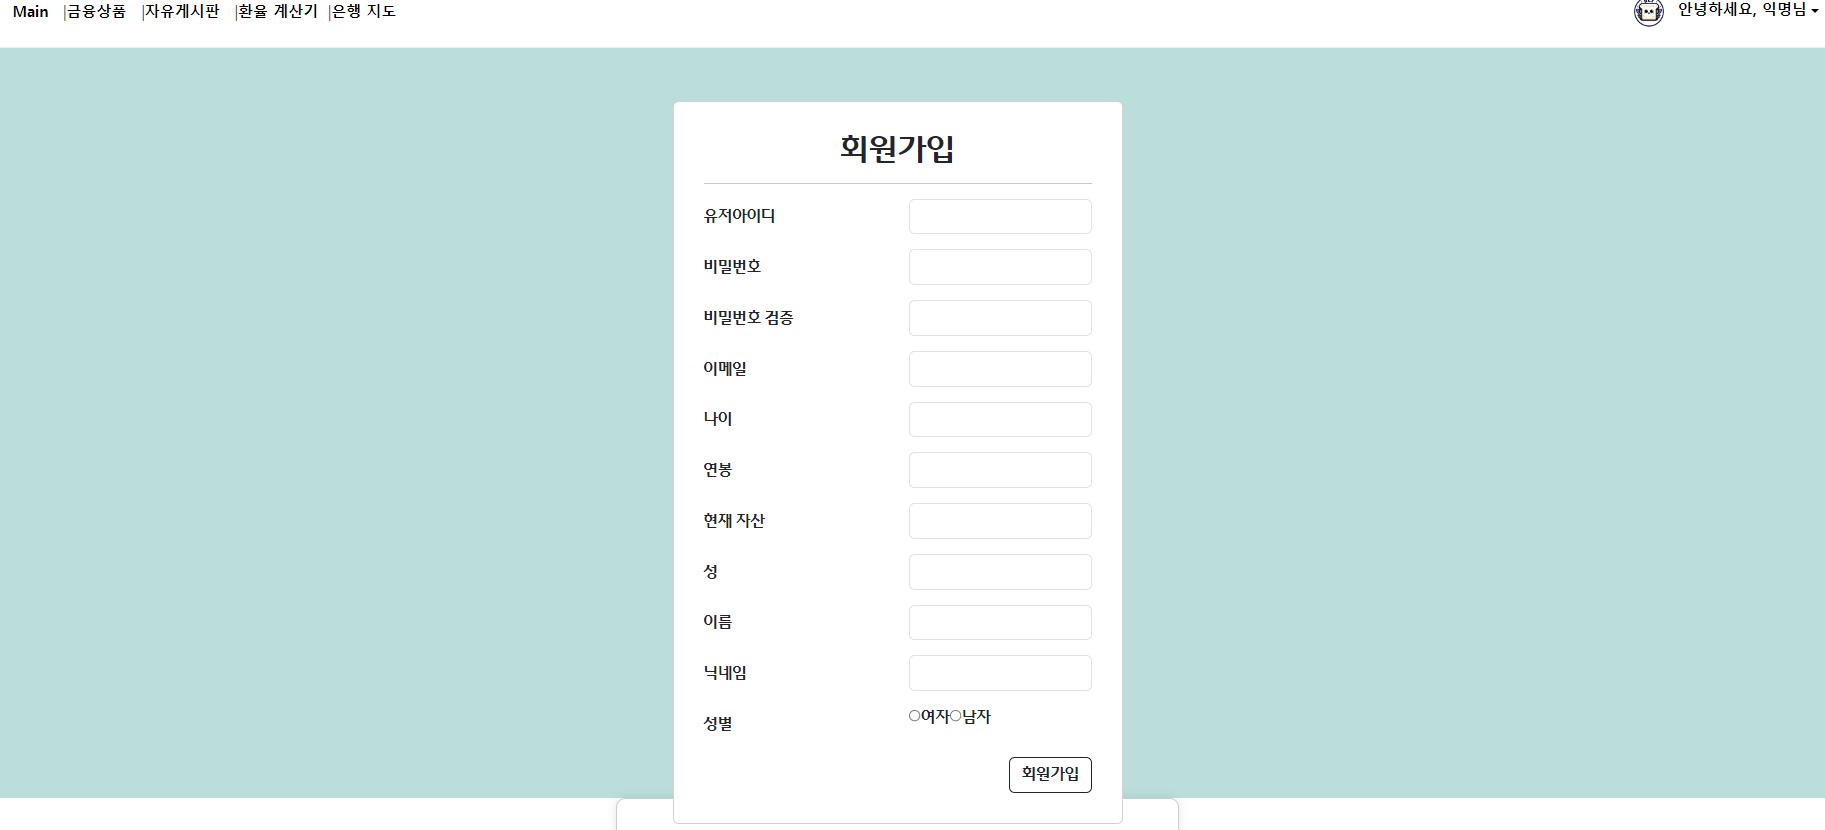 Main |금융상품 |자유게시판 |환율 계산기 |은행 지도 안녕하세요, 익명님
회원가입
유저아이디
비밀번호
비밀번호 검증
이메일
나이
연봉
현재 자산
성
이름
닉네임
성별 여자 남자
회원가입